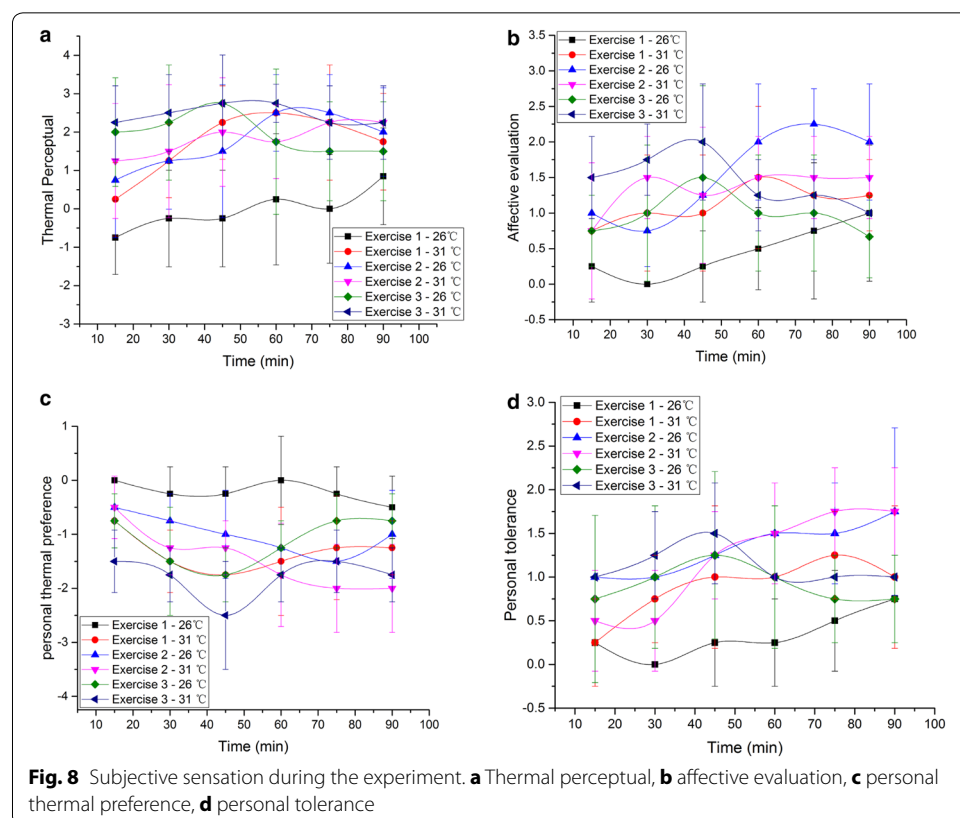 a
4
3
2
1
0
-1
-2
-3
Thermal Perceptual
Exercise 1 - 26℃
Exercise 1 - 31 ℃
Exercise 2 - 26 ℃
Exercise 2 - 31 ℃
Exercise 3 - 26 ℃
Exercise 3 - 31 ℃
10 20 30 40 50 60 70 80 90 100
Time (min)
b
3.5
3.0
2.5
2.0
1.5
1.0
0.5
0.0
-0.5
Affective evaluation
Exercise 1 - 26℃
Exercise 1 - 31 ℃
Exercise 2 - 26 ℃
Exercise 2 - 31 ℃
Exercise 3 - 26 ℃
Exercise 3 - 31 ℃
10 20 30 40 50 60 70 80 90 100
Time (min)
c
1
0
-1
-2
-3
-4
personal thermal preference
Exercise 1 - 26℃
Exercise 1 - 31 ℃
Exercise 2 - 26 ℃
Exercise 2 - 31 ℃
Exercise 3 - 26 ℃
Exercise 3 - 31 ℃
10 20 30 40 50 60 70 80 90 100
Time (min)
d
3.0
2.5
2.0
1.5
1.0
0.5
0.0
-0.5
Personal tolerance
Exercise 1 - 26℃
Exercise 1 - 31 ℃
Exercise 2 - 26 ℃
Exercise 2 - 31 ℃
Exercise 3 - 26 ℃
Exercise 3 - 31 ℃
10 20 30 40 50 60 70 80 90 100
Time (min)
Fig. 8 Subjective sensation during the experiment. a Thermal perceptual, b affective evaluation, c personal
thermal preference, d personal tolerance